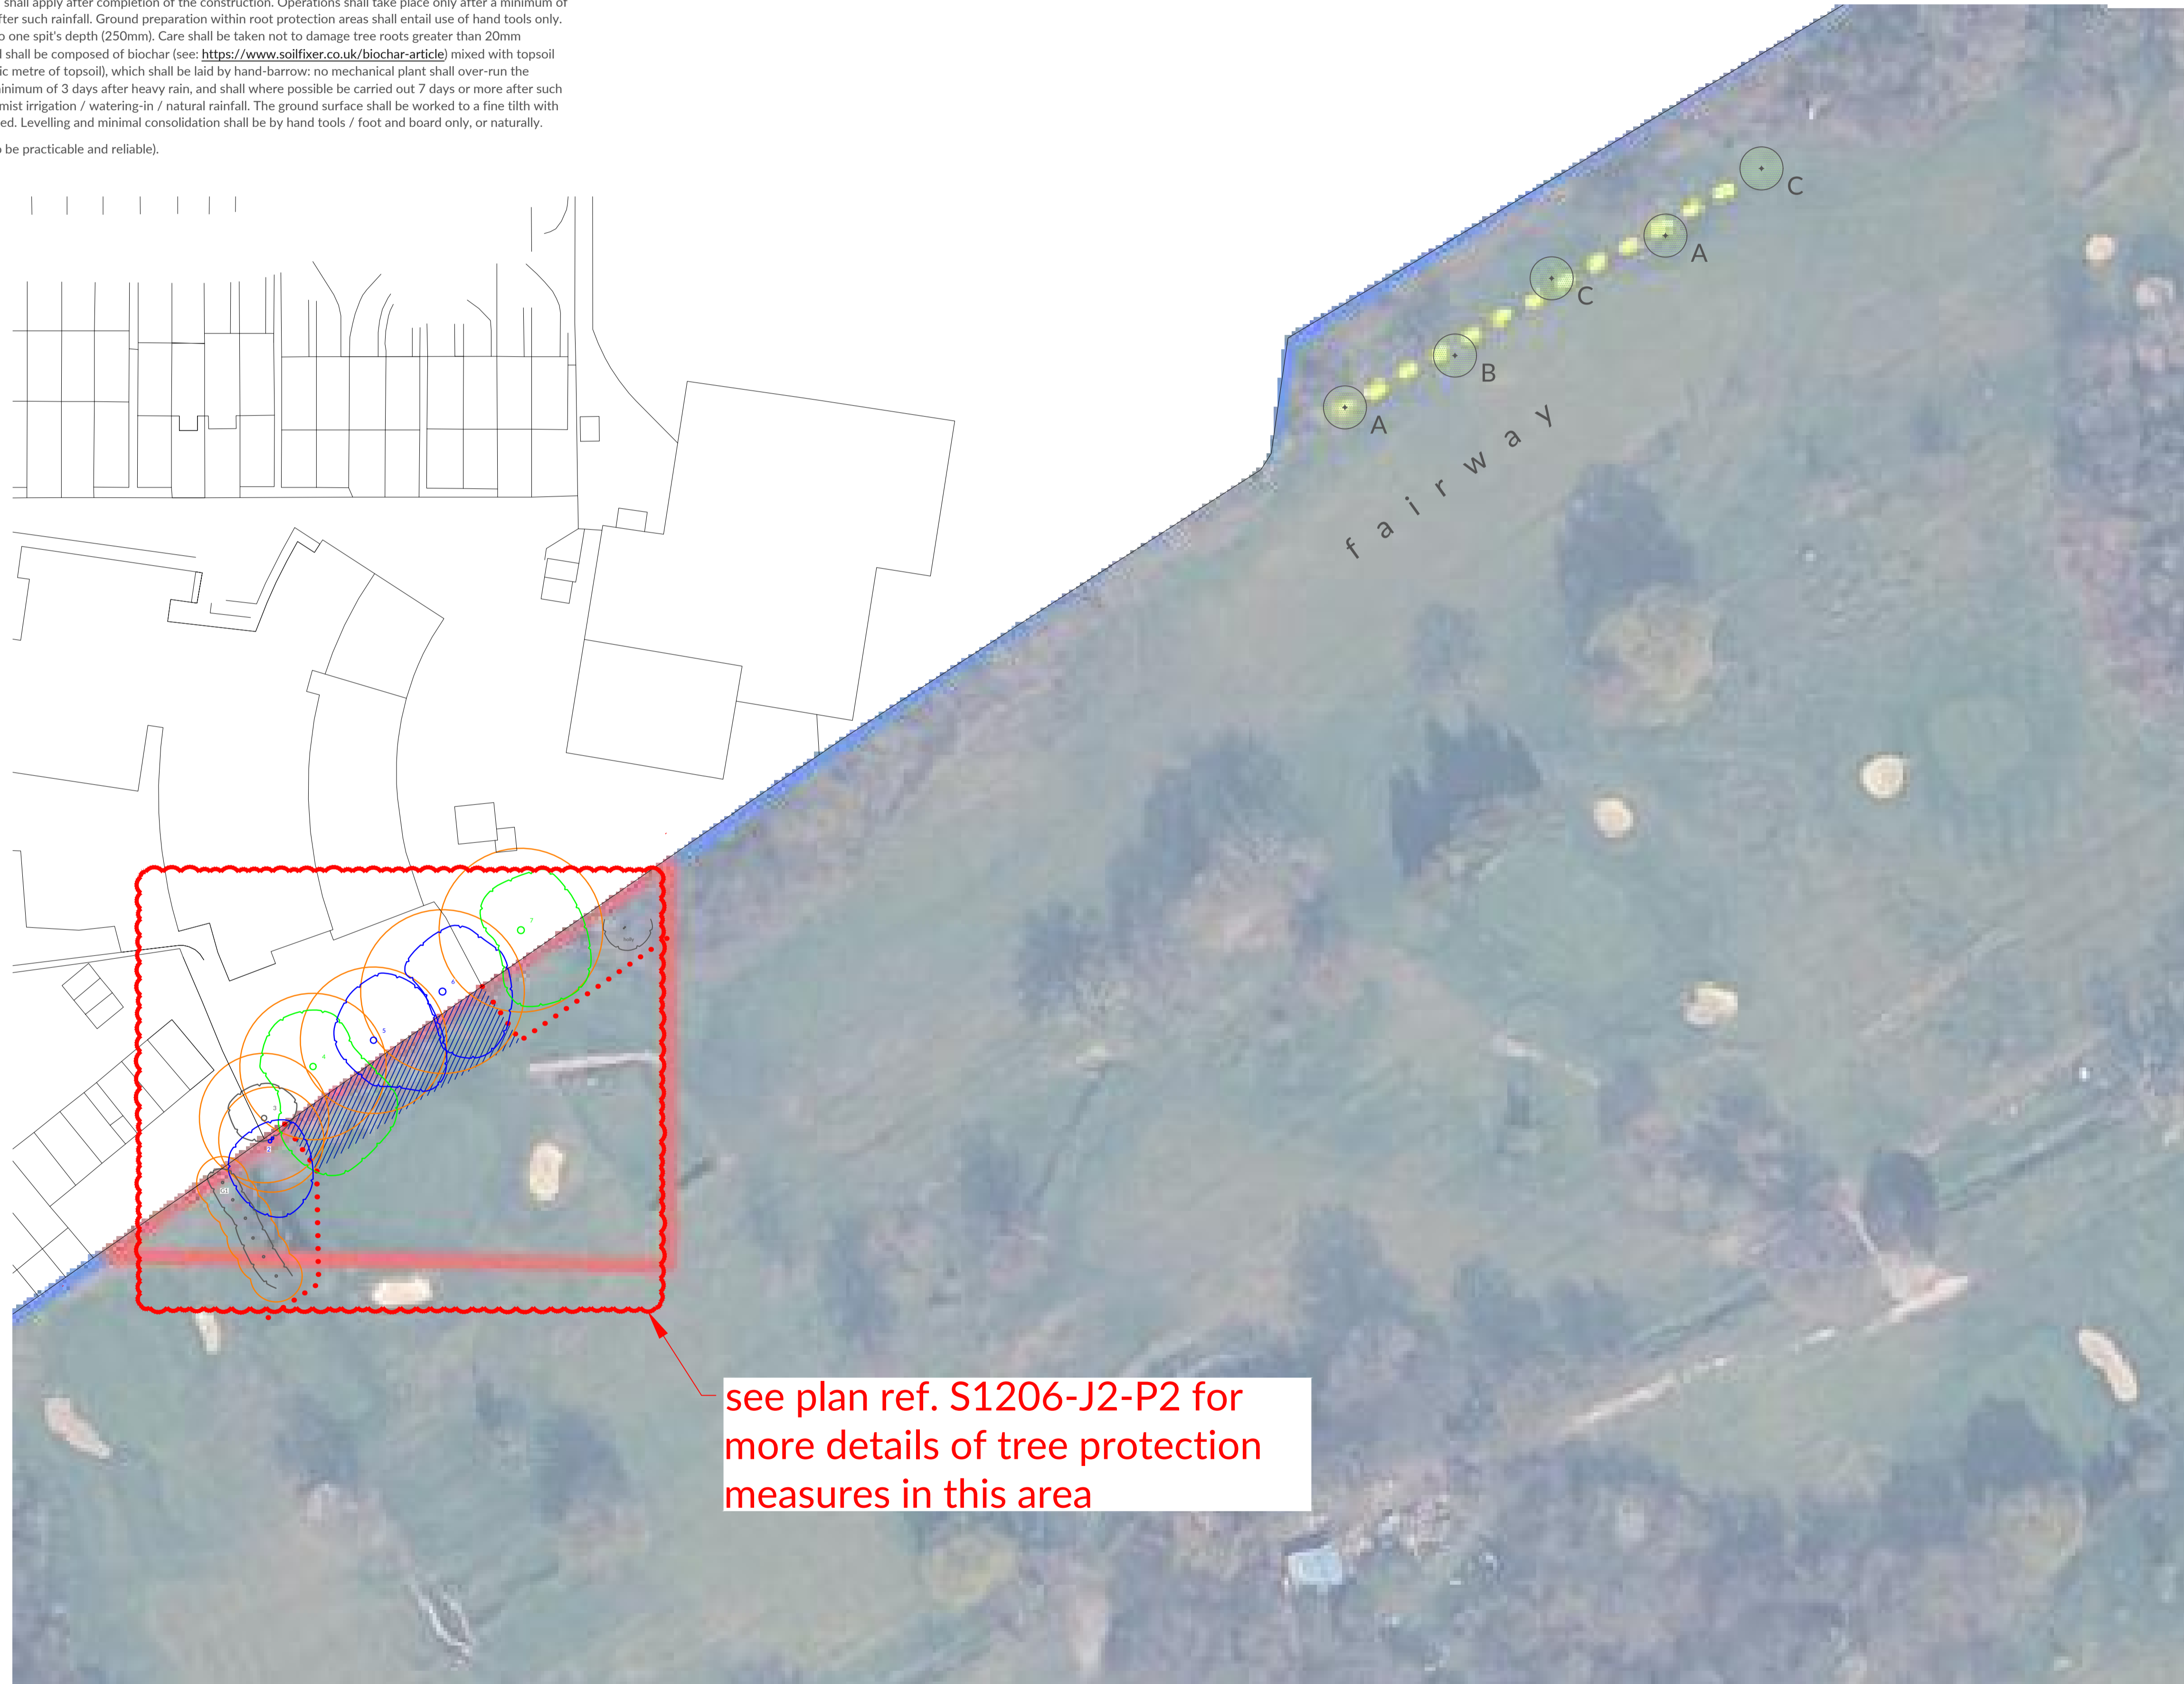 shall apply after completion of the construction. Operations shall take place only after a minimum of
fter such rainfall. Ground preparation within root protection areas shall entail use of hand tools only.
o one spit's depth (250mm). Care shall be taken not to damage tree roots greater than 20mm
shall be composed of biochar (see: https://www.soilfixer.co.uk/biochar-article) mixed with topsoil
ic metre of topsoil), which shall be laid by hand-barrow: no mechanical plant shall over-run the
inimum of 3 days after heavy rain, and shall where possible be carried out 7 days or more after such
mist irrigation / watering-in / natural rainfall. The ground surface shall be worked to a fine tilth with
ed. Levelling and minimal consolidation shall be by hand tools / foot and board only, or naturally.
o be practicable and reliable).
C
A
C
B
A
fairway
7
holly
6
5
4
3
2
G1
see plan ref. S1206-J2-P2 for
more details of tree protection
measures in this area